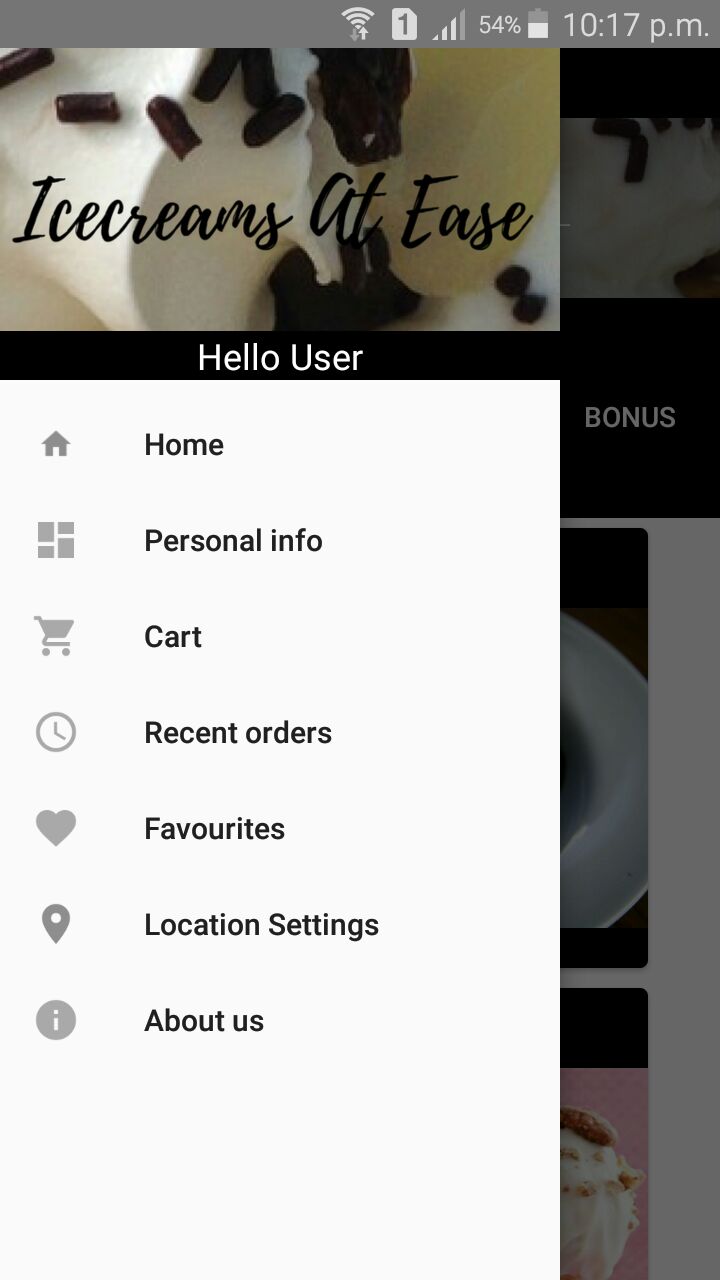 1 54% 10:17 p.m.
Icecreams At Ease
Hello User
BONUS
Home
Personal info
Cart
Recent orders
Favourites
Location Settings
About us